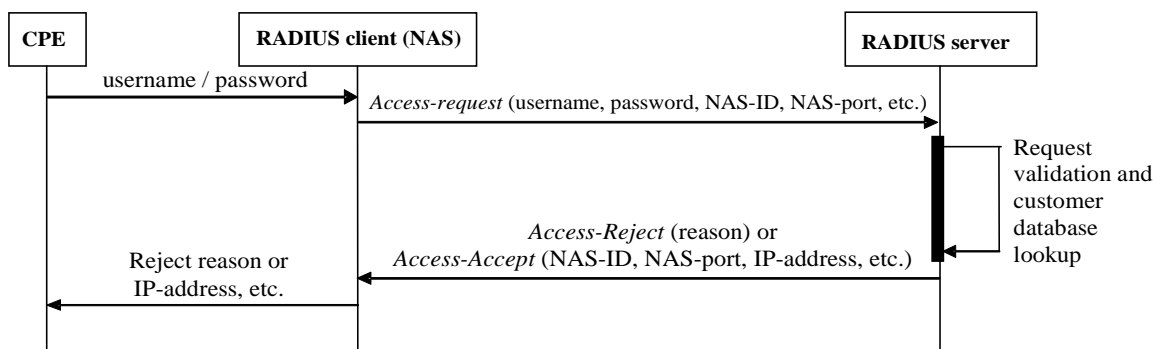 CPE
RADIUS client (NAS)
RADIUS server
username / password
Access-request (username, password, NAS-ID, NAS-port, etc.)
Request
validation and
customer
database
lookup
Access-Reject (reason) or
Access-Accept (NAS-ID, NAS-port, IP-address, etc.)
Reject reason or
IP-address, etc.